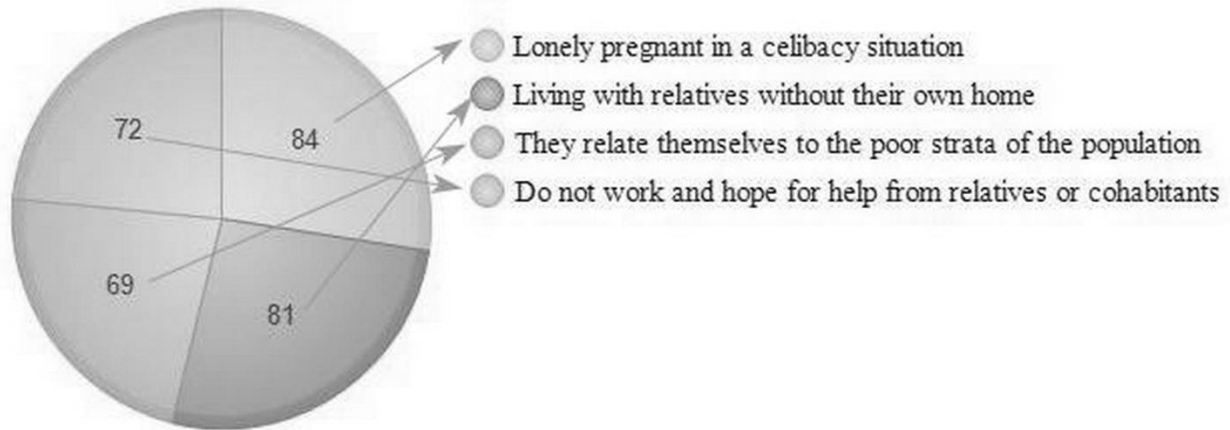 Lonely pregnant in a celibacy situation
Living with relatives without their own home
72
84
They relate themselves to the poor strata of the population
Do not work and hope for help from relatives or cohabitants
69
81